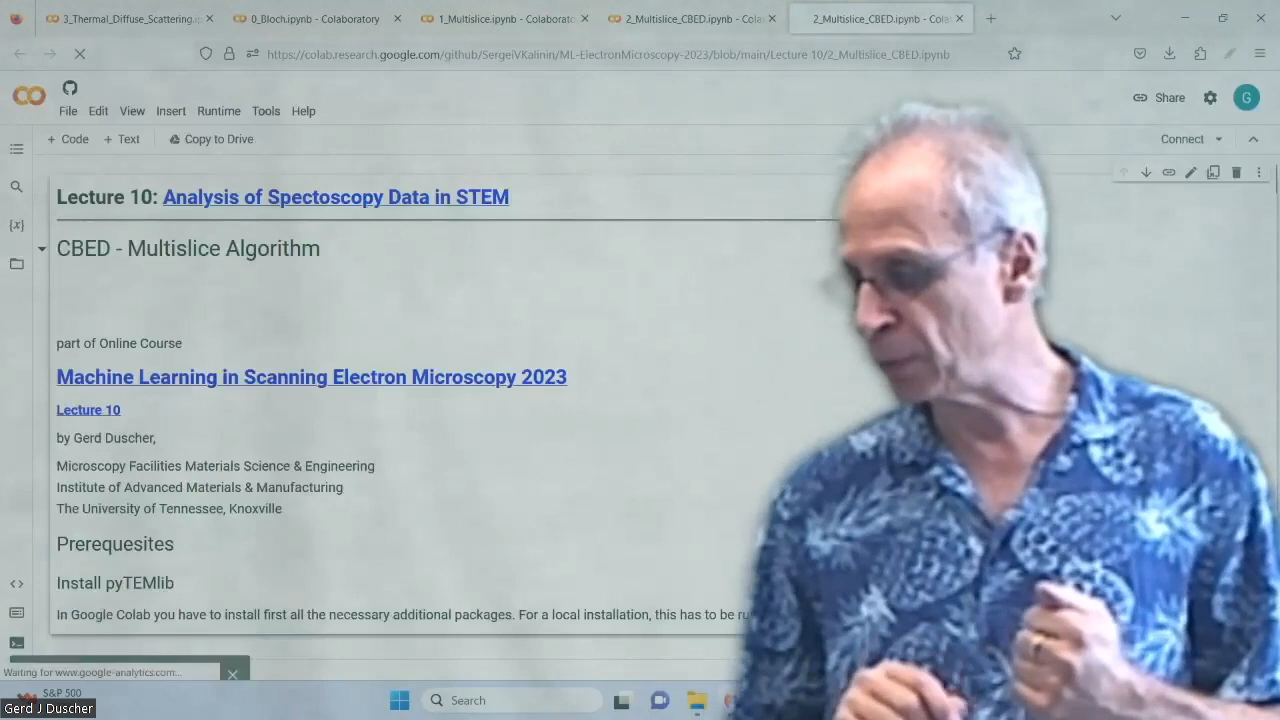 3_Thermal_Diffuse_Scattering.i
0_Bloch.ipynb - Colaboratory
1_Multislice.ipynb - Colaborato
2_Multislice_CBED.ipynb - Cola
2_Multislice_CBED.ipynb - Cola
https://colab.research.google.com/github/SergeiVKalinin/ML-ElectronMicroscopy-2023/blob/main/Lecture 10/2_Multislice_CBED.ipynb
File Edit View Insert Runtime Tools Help
Share
G
+ Code + Text Copy to Drive
Connect
Lecture 10: Analysis of Spectoscopy Data in STEM
{x}
CBED - Multislice Algorithm
part of Online Course
Machine Learning in Scanning Electron Microscopy 2023
Lecture 10
by Gerd Duscher,
Microscopy Facilities Materials Science & Engineering
Institute of Advanced Materials & Manufacturing
The University of Tennessee, Knoxville
Prerequesites
Install pyTEMlib
In Google Colab you have to install first all the necessary additional packages. For a local installation, this has to be ru
Waiting for www.google-analytics.com...
S&P 500
Search
Gerd J Duscher